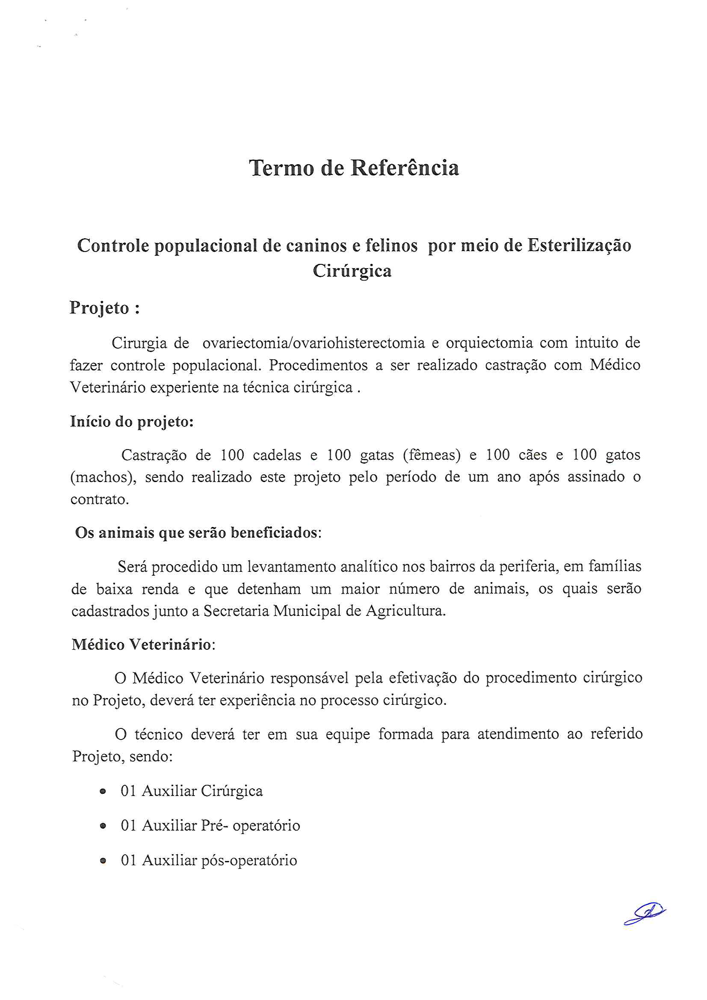 Termo de Referência
Controle populacional de caninos e felinos por meio de Esterilização
Cirúrgica
Projeto :
Cirurgia de ovariectomia/ovariohisterectomia e orquiectomia com intuito de
fazer controle populacional. Procedimentos a ser realizado castração com Médico
Veterinário experiente na técnica cirúrgica .
Início do projeto:
Castração de 100 cadelas e 100 gatas (fêmeas) e 100 cães e 100 gatos
(machos), sendo realizado este projeto pelo período de um ano após assinado o
contrato.
Os animais que serão beneficiados:
Será procedido um levantamento analítico nos bairros da periferia, em famílias
de baixa renda e que detenham um maior número de animais, os quais serão
cadastrados junto a Secretaria Municipal de Agricultura.
Médico Veterinário:
O Médico Veterinário responsável pela efetivação do procedimento cirúrgico
no Projeto, deverá ter experiência no processo cirúrgico.
O técnico deverá ter em sua equipe formada para atendimento ao referido
Projeto, sendo:
• 01 Auxiliar Cirúrgica
• 01 Auxiliar Pré- operatório
• 01 Auxiliar pós-operatório